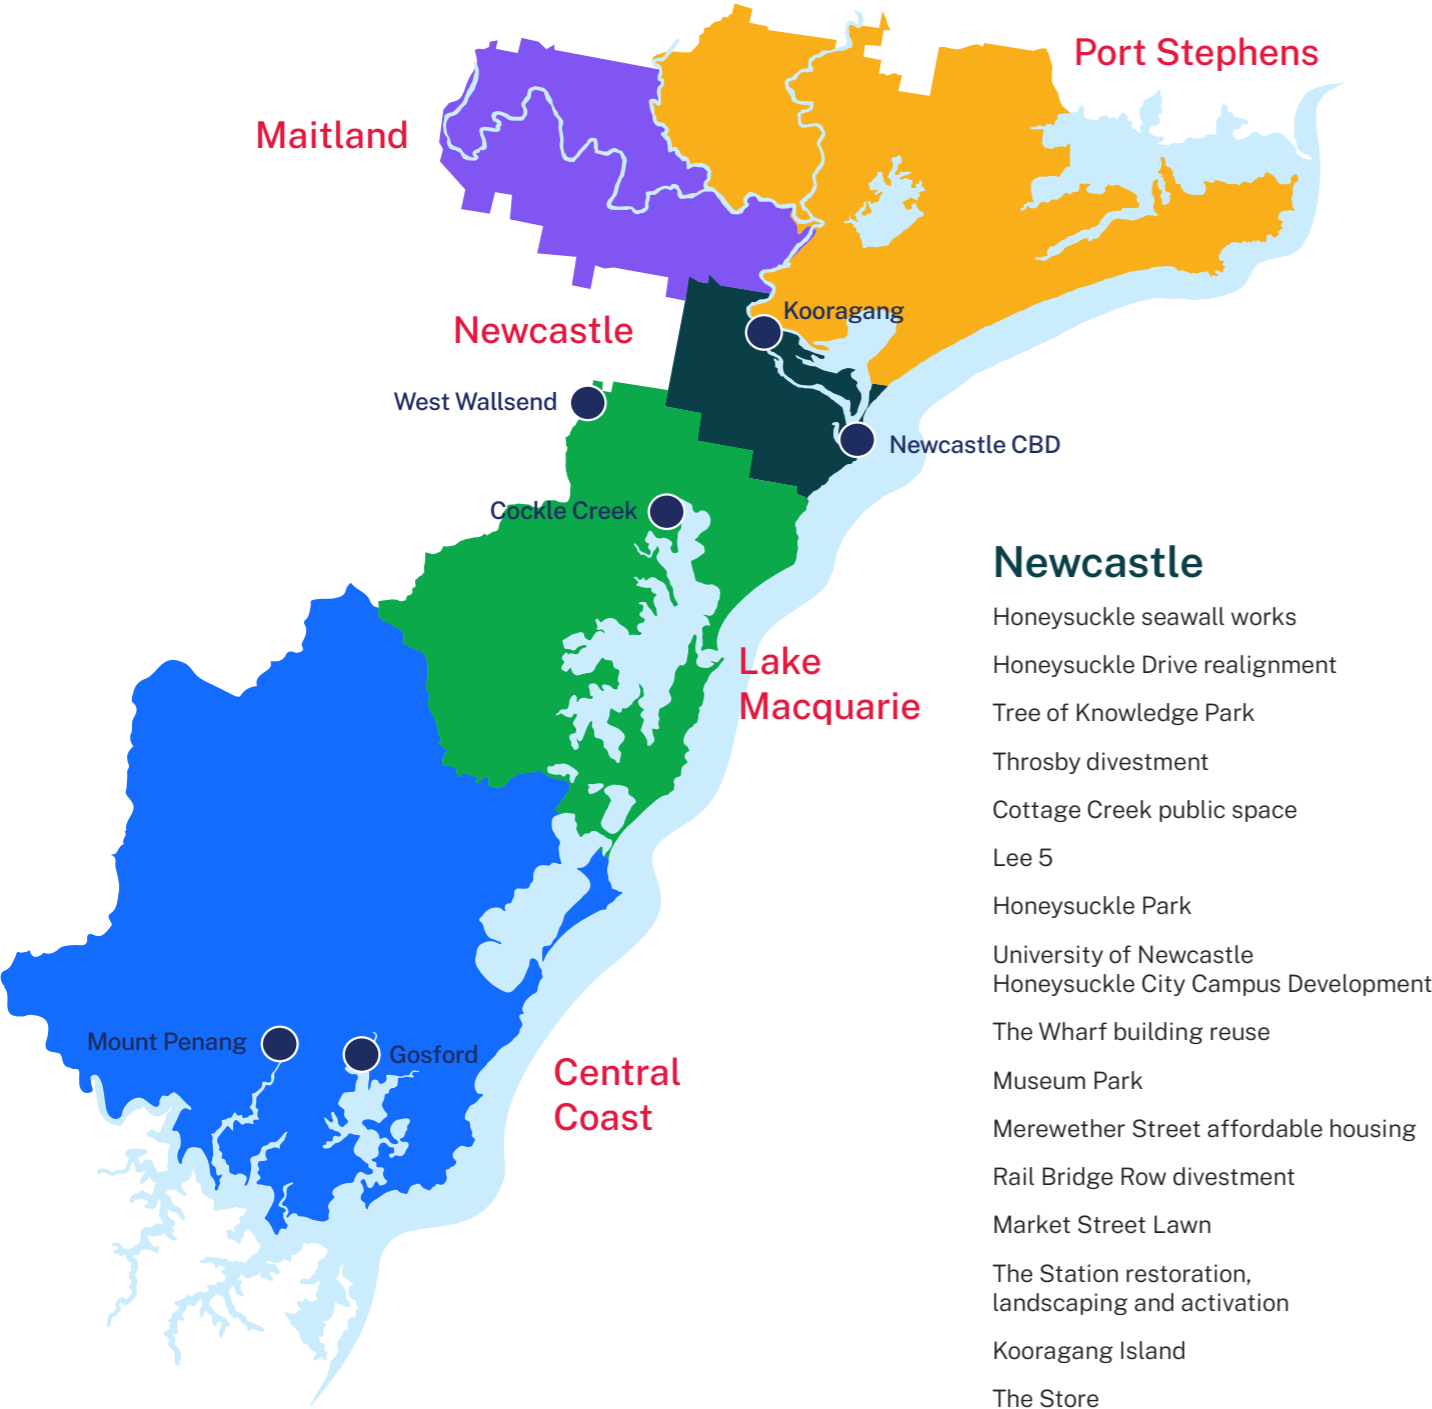 Port Stephens
Maitland
Kooragang
Newcastle
West Wallsend
Newcastle CBD
Cockle Creek
Lake
Macquarie
Mount Penang
Gosford
Central
Coast
Newcastle
Honeysuckle seawall works
Honeysuckle Drive realignment
Tree of Knowledge Park
Throsby divestment
Cottage Creek public space
Lee 5
Honeysuckle Park
University of Newcastle
Honeysuckle City Campus Development
The Wharf building reuse
Museum Park
Merewether Street affordable housing
Rail Bridge Row divestment
Market Street Lawn
The Station restoration,
landscaping and activation
Kooragang Island
The Store